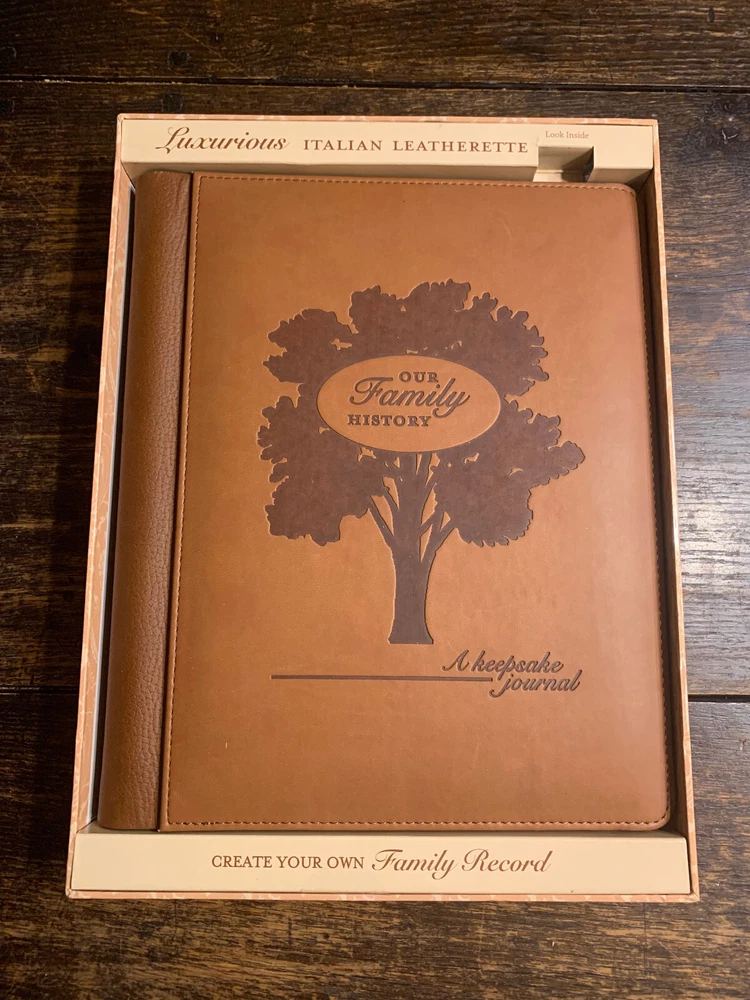 Luxurious ITALIAN LEATHERETTE
Look Inside
OUR
Family
HISTORY
A keepsake
journal
CREATE YOUR OWN Family Record